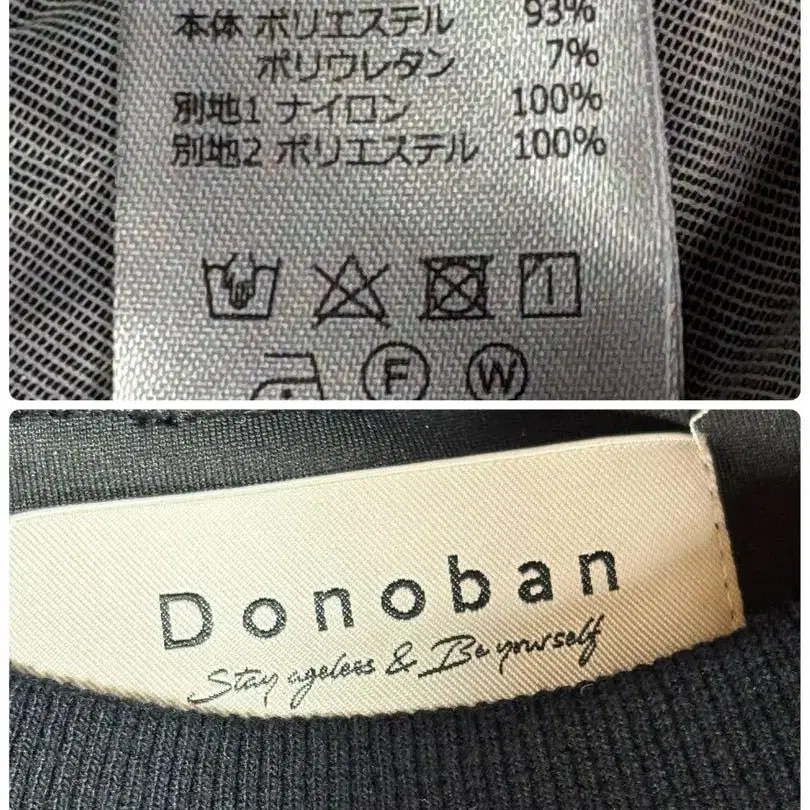 本体 ポリエステル 93%
ポリウレタン 7%
別地1 ナイロン 100%
別地2 ポリエステル 100%
F W
Donoban
Stay ageless & Be yourself